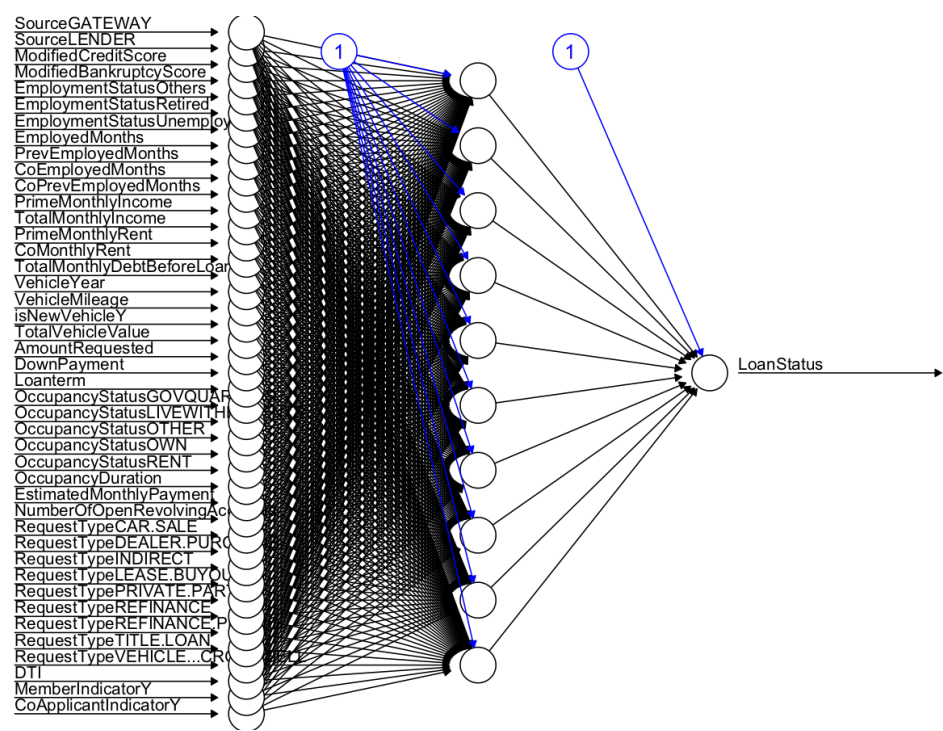 SourceGATEWAY
SourceLENDER
ModifiedCreditScore
ModifiedBankruptcyScore
EmploymentStatusOthers
EmploymentStatusRetired
EmploymentStatusUnemploy
EmployedMonths
PrevEmployedMonths
CoEmployedMonths
CoPrevEmployedMonths
PrimeMonthlyIncome
TotalMonthlyIncome
PrimeMonthlyRent
CoMonthlyRent
TotalMonthlyDebtBeforeLoan
VehicleYear
VehicleMileage
isNewVehicleY
TotalVehicleValue
AmountRequested
DownPayment
Loanterm
OccupancyStatusGOVQUAR
OccupancyStatusLIVEWITH
OccupancyStatusOTHER
OccupancyStatusOWN
OccupancyStatusRENT
OccupancyDuration
EstimatedMonthlyPayment
NumberOfOpenRevolvingAcc
RequestTypeCAR.SALE
RequestTypeDEALER.PURC
RequestTypeINDIRECT
RequestTypeLEASE.BUYOU
RequestTypePRIVATE.PART
RequestTypeREFINANCE
RequestTypeREFINANCE.P
RequestTypeTITLE.LOAN
RequestTypeVEHICLE...CRO
DTI
MemberIndicatorY
CoApplicantIndicatorY
1
1
LoanStatus